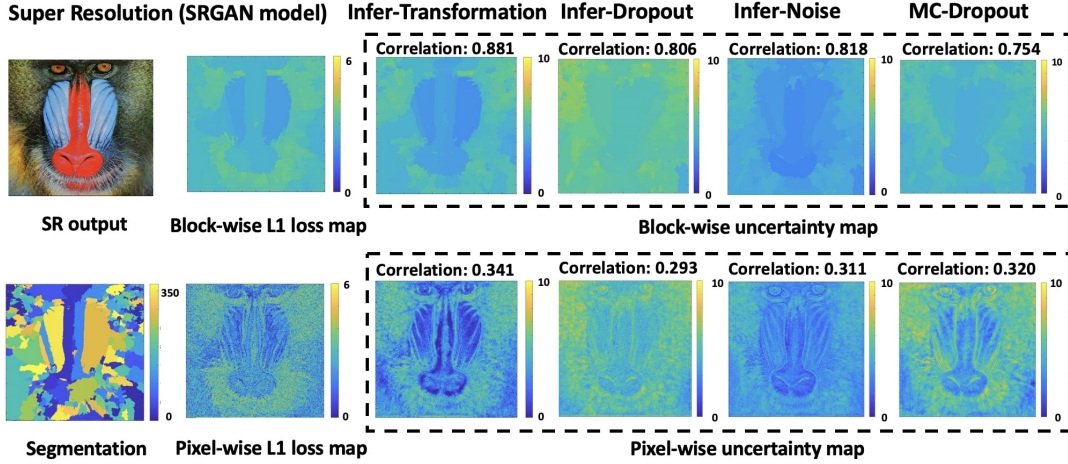 Super Resolution (SRGAN model) Infer-Transformation Infer-Dropout Infer-Noise MC-Dropout
Correlation: 0.881 Correlation: 0.806 Correlation: 0.818 Correlation: 0.754
6 10 10 10 10
0 0 0 0 0
SR output Block-wise L1 loss map Block-wise uncertainty map
Correlation: 0.341 Correlation: 0.293 Correlation: 0.311 Correlation: 0.320
350 6 10 10 10 10
0 0 0 0 0 0
Segmentation Pixel-wise L1 loss map Pixel-wise uncertainty map